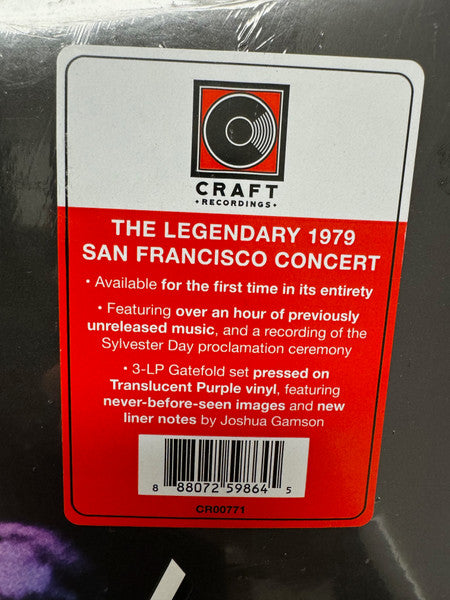 CRAFT
• RECORDINGS •
THE LEGENDARY 1979
SAN FRANCISCO CONCERT
• Available for the first time in its entirety
• Featuring over an hour of previously
unreleased music, and a recording of the
Sylvester Day proclamation ceremony
• 3-LP Gatefold set pressed on
Translucent Purple vinyl, featuring
never-before-seen images and new
liner notes by Joshua Gamson
8 88072 59864 5
CR00771